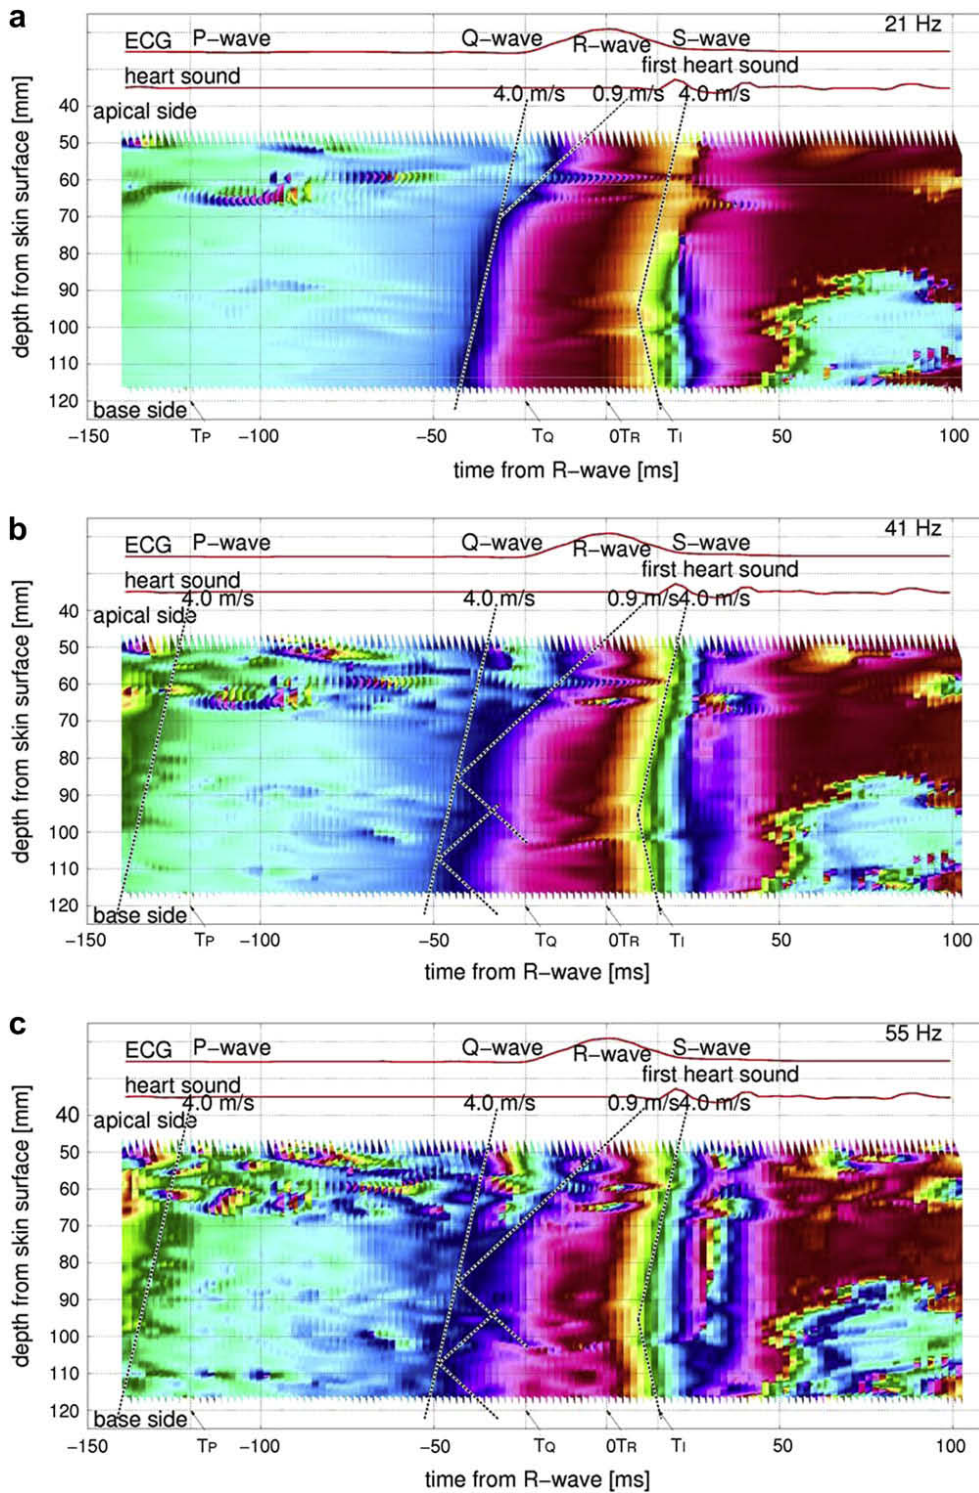 a
21 Hz
ECG P-wave Q-wave R-wave S-wave
heart sound first heart sound
4.0 m/s 0.9 m/s 4.0 m/s
apical side
depth from skin surface [mm]
40
50
60
70
80
90
100
110
120
base side
-150 TP -100 -50 TQ 0TR TI 50 100
time from R-wave [ms]
b
41 Hz
ECG P-wave Q-wave R-wave S-wave
heart sound first heart sound
4.0 m/s 4.0 m/s 0.9 m/s 4.0 m/s
apical side
depth from skin surface [mm]
40
50
60
70
80
90
100
110
120
base side
-150 TP -100 -50 TQ 0TR TI 50 100
time from R-wave [ms]
c
55 Hz
ECG P-wave Q-wave R-wave S-wave
heart sound first heart sound
4.0 m/s 4.0 m/s 0.9 m/s 4.0 m/s
apical side
depth from skin surface [mm]
40
50
60
70
80
90
100
110
120
base side
-150 TP -100 -50 TQ 0TR TI 50 100
time from R-wave [ms]